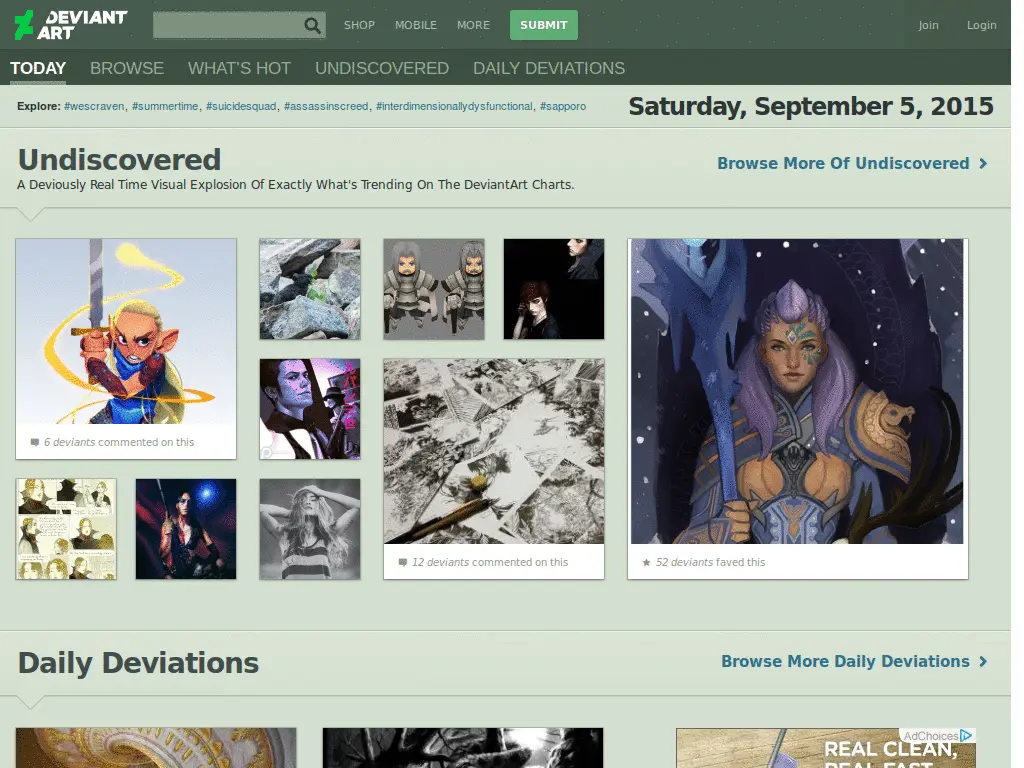 DEVIANT
ART
SHOP MOBILE MORE SUBMIT Join Login
TODAY BROWSE WHAT'S HOT UNDISCOVERED DAILY DEVIATIONS
Explore: #wescraven, #summertime, #suicidesquad, #assassinscreed, #interdimensionallydysfunctional, #sapporo
Saturday, September 5, 2015
Undiscovered
A Deviously Real Time Visual Explosion Of Exactly What's Trending On The DeviantArt Charts.
Browse More Of Undiscovered
6 deviants commented on this
12 deviants commented on this
52 deviants faved this
Daily Deviations
Browse More Daily Deviations
AdChoices
REAL CLEAN,
REAL FAST